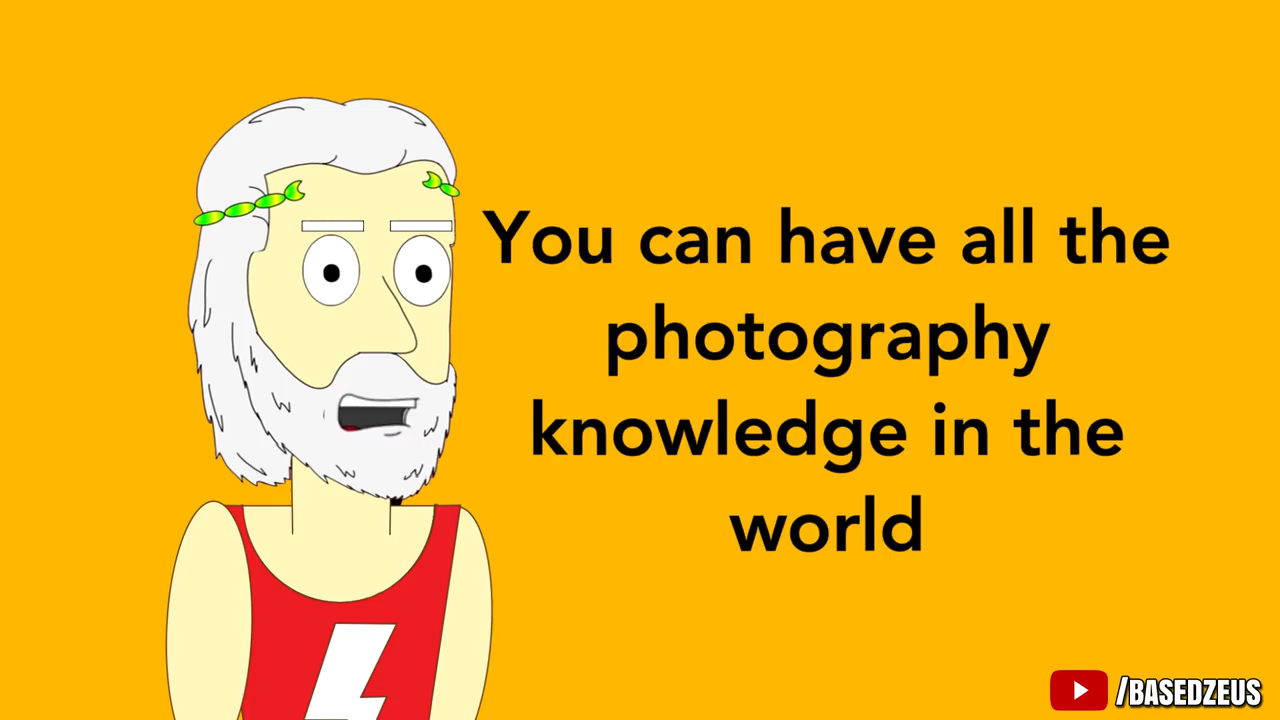 You can have all the
photography
knowledge in the
world
/BASEDZEUS